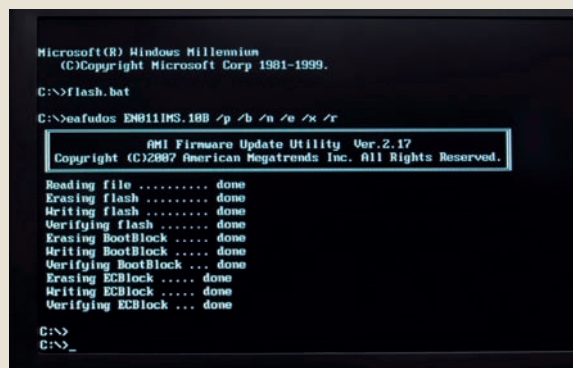 Microsoft(R) Windows Millennium
(C)Copyright Microsoft Corp 1981-1999.
C:\>flash.bat
C:\>eafudos EN011IMS.10B /p /b /n /e /x /r
AMI Firmware Update Utility Ver.2.17
Copyright (C)2007 American Megatrends Inc. All Rights Reserved.
Reading file .......... done
Erasing flash ......... done
Writing flash ......... done
Verifying flash ....... done
Erasing BootBlock ..... done
Writing BootBlock ..... done
Verifying BootBlock ... done
Erasing ECBlock ..... done
Writing ECBlock ..... done
Verifying ECBlock ... done
C:\>
C:\>_